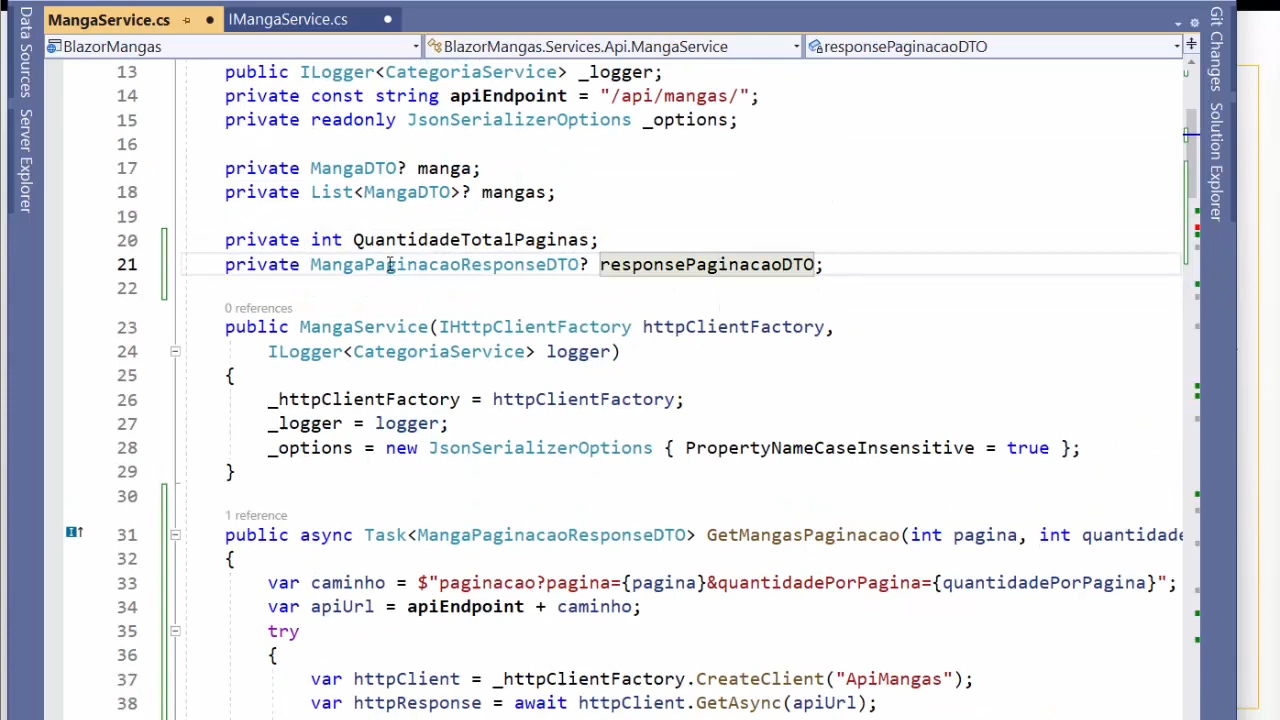 MangaService.cs
IMangaService.cs
BlazorMangas
BlazorMangas.Services.Api.MangaService
responsePaginacaoDTO
Data Sources
Server Explorer
Git Changes
Solution Explorer
13 public ILogger<CategoriaService> _logger;
14 private const string apiEndpoint = "/api/mangas/";
15 private readonly JsonSerializerOptions _options;
16
17 private MangaDTO? manga;
18 private List<MangaDTO>? mangas;
19
20 private int QuantidadeTotalPaginas;
21 private MangaPaginacaoResponseDTO? responsePaginacaoDTO;
22
0 references
23 public MangaService(IHttpClientFactory httpClientFactory,
24 ILogger<CategoriaService> logger)
25 {
26 _httpClientFactory = httpClientFactory;
27 _logger = logger;
28 _options = new JsonSerializerOptions { PropertyNameCaseInsensitive = true };
29 }
30
1 reference
31 public async Task<MangaPaginacaoResponseDTO> GetMangasPaginacao(int pagina, int quantidade
32 {
33 var caminho = $"paginacao?pagina={pagina}&quantidadePorPagina={quantidadePorPagina}";
34 var apiUrl = apiEndpoint + caminho;
35 try
36 {
37 var httpClient = _httpClientFactory.CreateClient("ApiMangas");
38 var httpResponse = await httpClient.GetAsync(apiUrl);